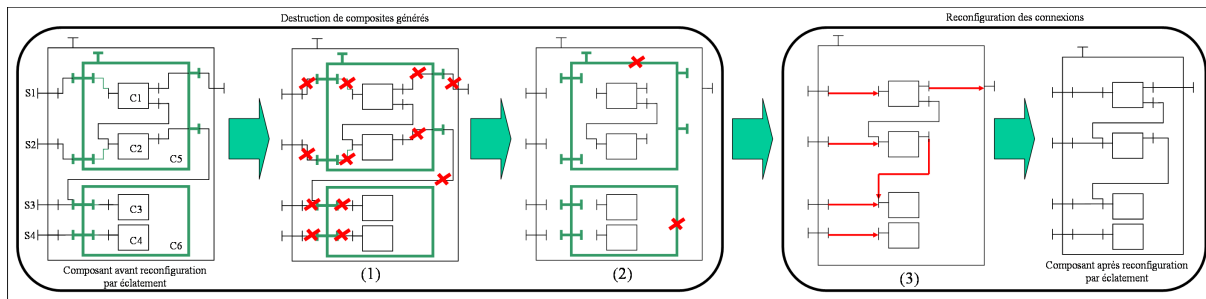 Destruction de composites générés
Reconfiguration des connexions
S1
C1
S2
C2
C5
S3
C3
S4
C4
C6
Composant avant reconfiguration
par éclatement
(1)
(2)
(3)
Composant après reconfiguration
par éclatement